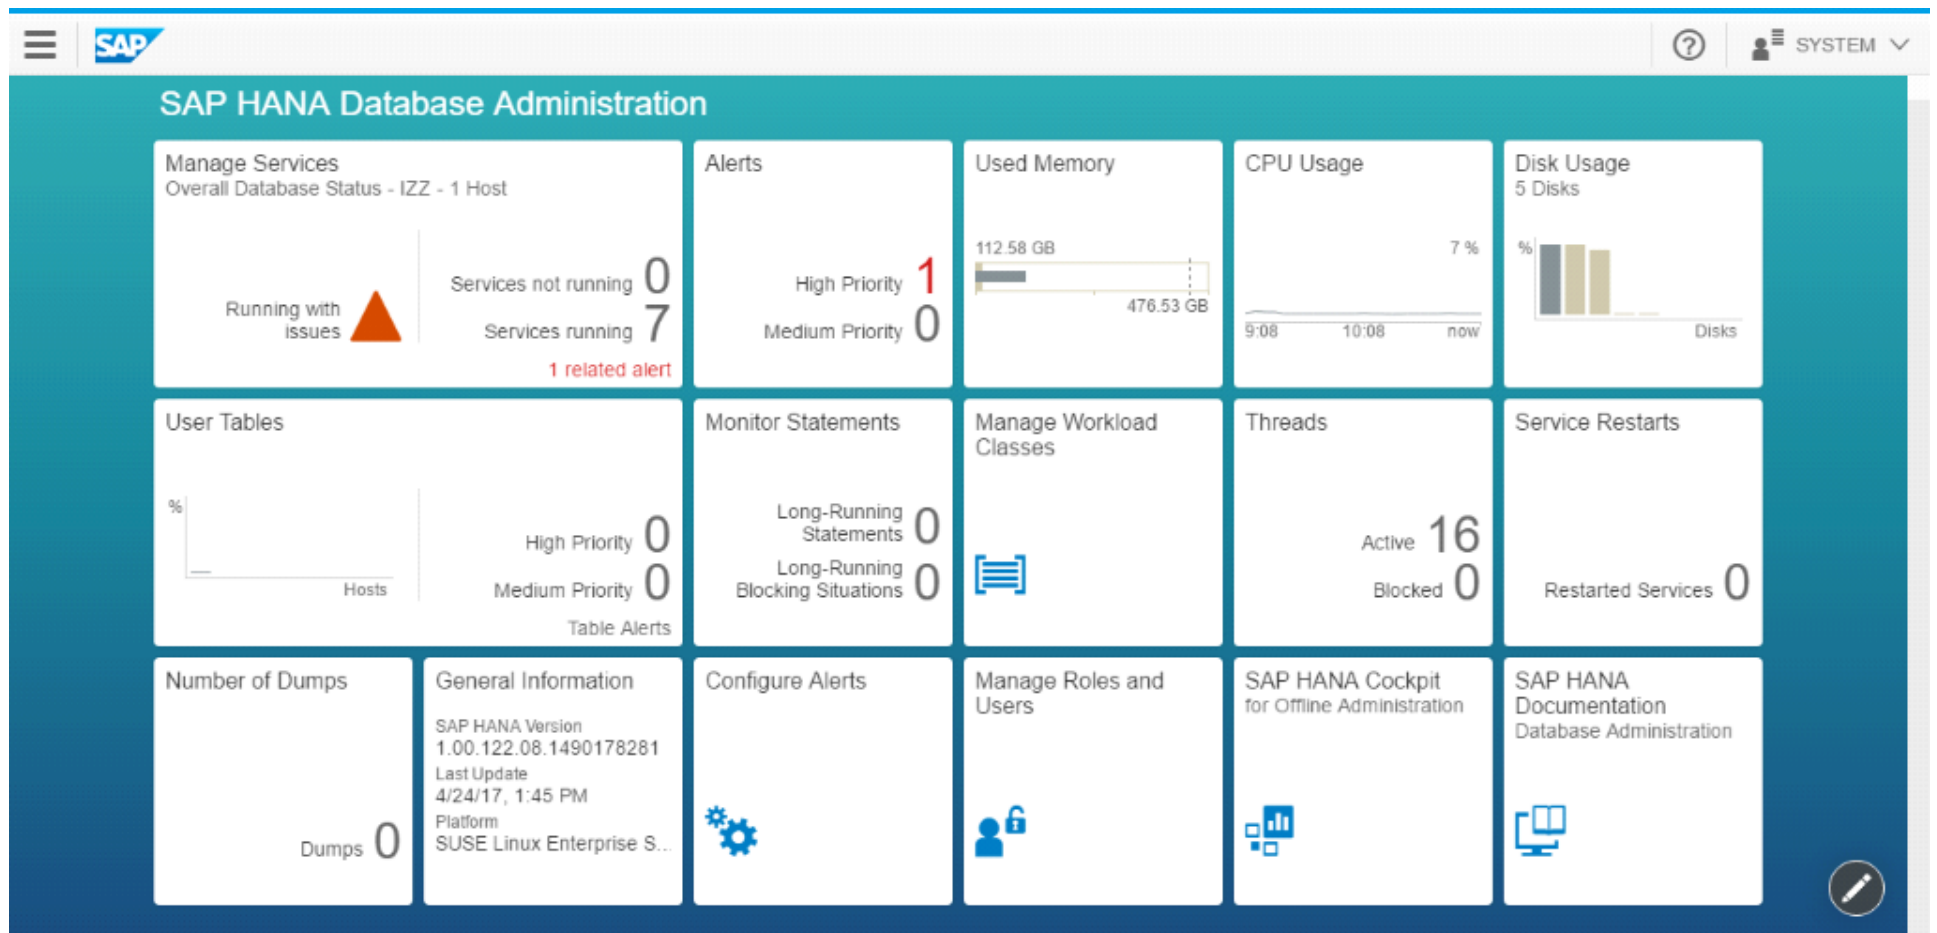 SAP
SYSTEM
SAP HANA Database Administration
Manage Services
Overall Database Status - IZZ - 1 Host
Running with
issues
Services not running 0
Services running 7
1 related alert
Alerts
High Priority 1
Medium Priority 0
Used Memory
112.58 GB
476.53 GB
CPU Usage
7 %
9:08 10:08 now
Disk Usage
5 Disks
%
Disks
User Tables
%
Hosts
High Priority 0
Medium Priority 0
Table Alerts
Monitor Statements
Long-Running
Statements 0
Long-Running
Blocking Situations 0
Manage Workload
Classes
Threads
Active 16
Blocked 0
Service Restarts
Restarted Services 0
Number of Dumps
Dumps 0
General Information
SAP HANA Version
1.00.122.08.1490178281
Last Update
4/24/17, 1:45 PM
Platform
SUSE Linux Enterprise S...
Configure Alerts
Manage Roles and
Users
SAP HANA Cockpit
for Offline Administration
SAP HANA
Documentation
Database Administration